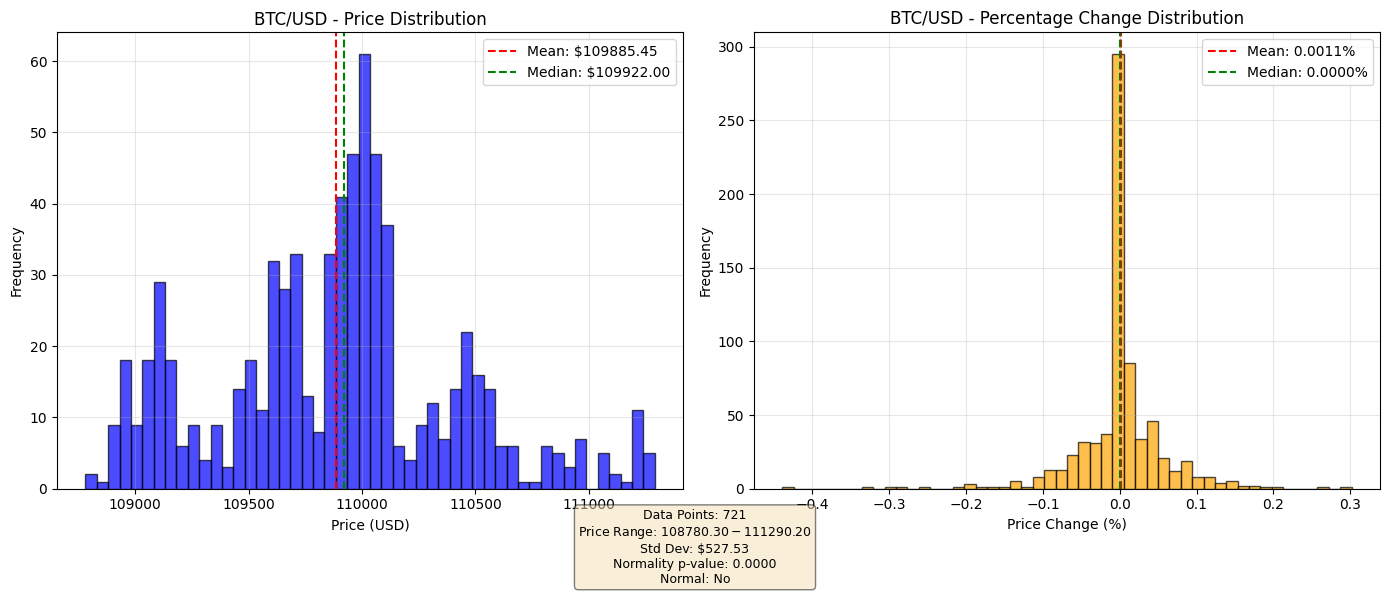 BTC/USD - Price Distribution
Mean: $109885.45
Median: $109922.00
Frequency
60
50
40
30
20
10
0
109000
109500
110000
110500
111000
Price (USD)
BTC/USD - Percentage Change Distribution
Mean: 0.0011%
Median: 0.0000%
Frequency
300
250
200
150
100
50
0
−0.4
−0.3
−0.2
−0.1
0.0
0.1
0.2
0.3
Price Change (%)
Data Points: 721
Price Range: 108780.30 − 111290.20
Std Dev: $527.53
Normality p-value: 0.0000
Normal: No